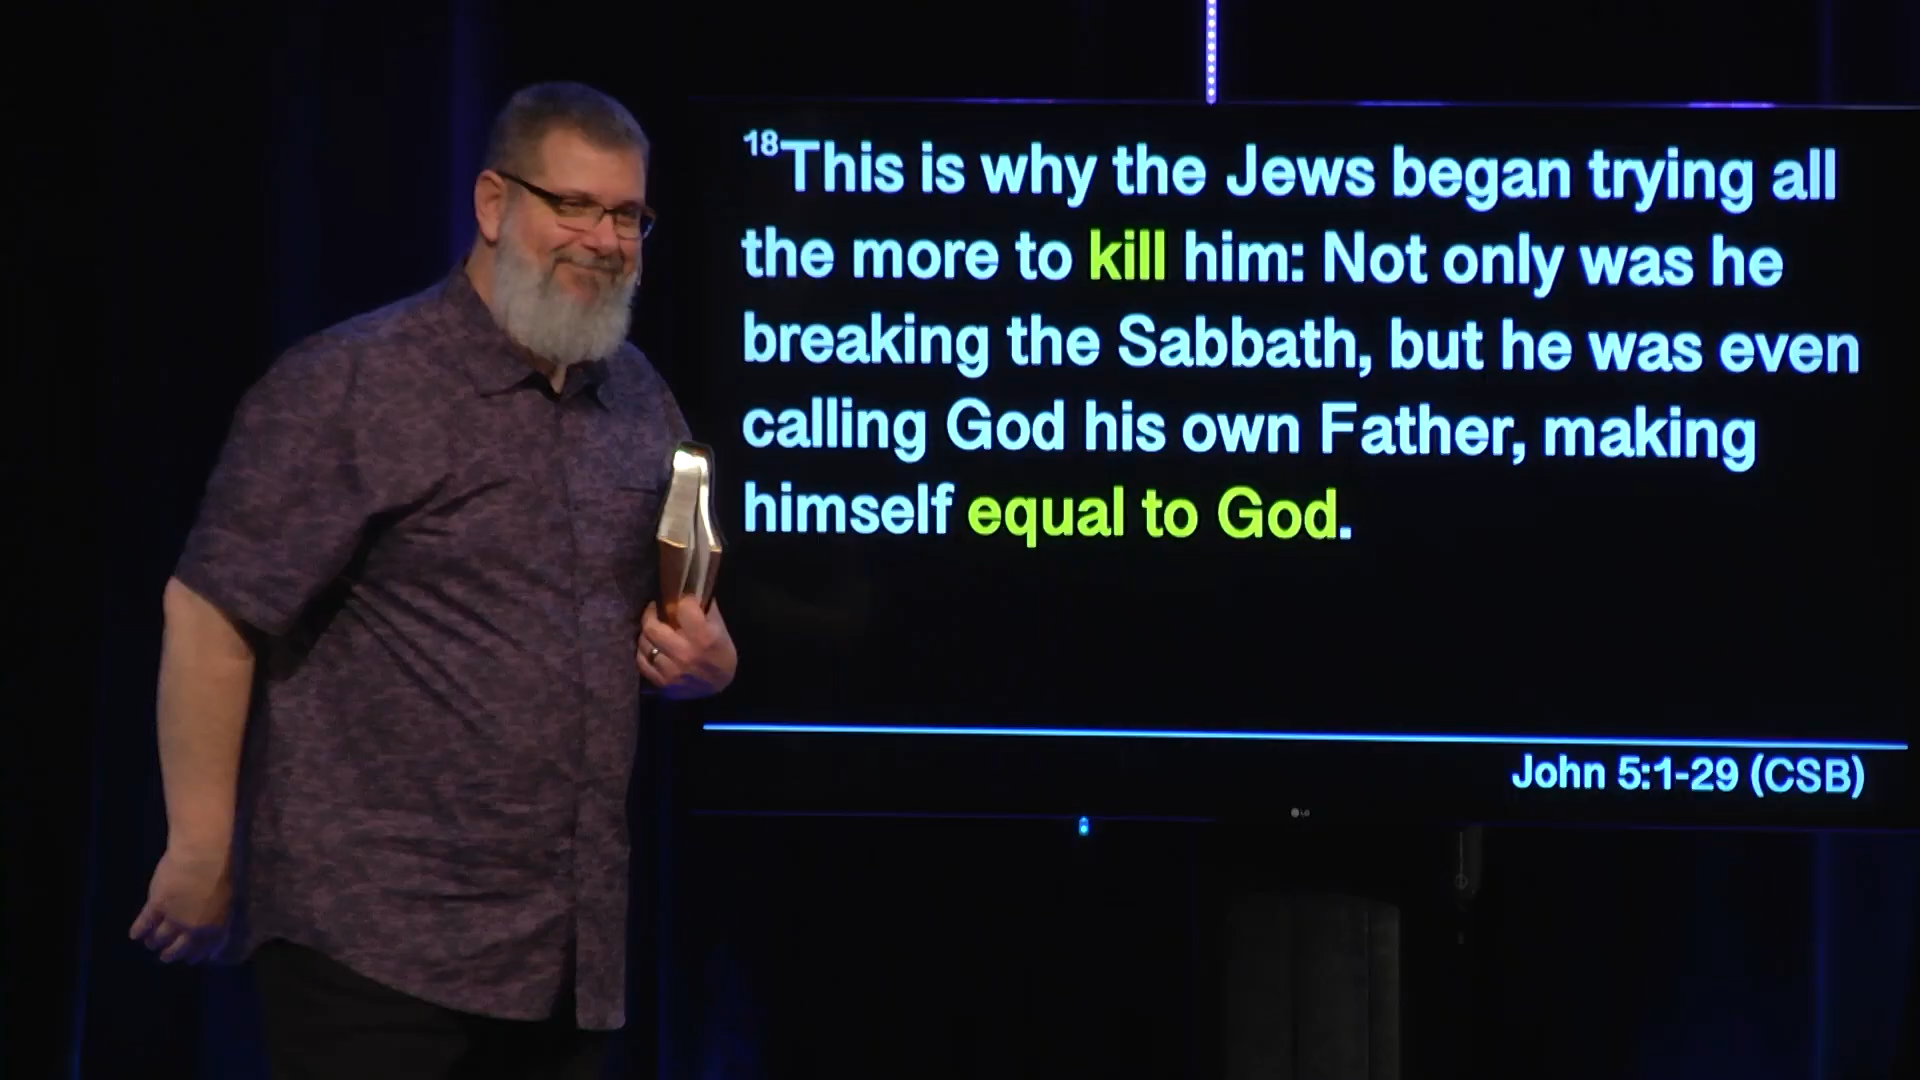 18This is why the Jews began trying all
the more to kill him: Not only was he
breaking the Sabbath, but he was even
calling God his own Father, making
himself equal to God.
John 5:1-29 (CSB)
LG